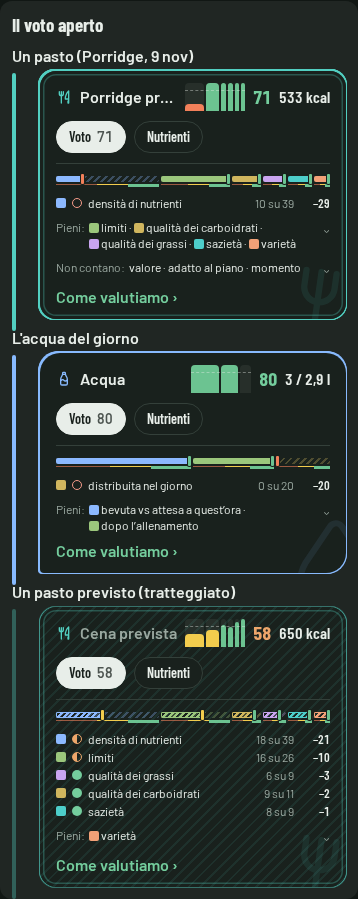 Il voto aperto
Un pasto (Porridge, 9 nov)
Porridge pr... 71 533 kcal
Voto 71 Nutrienti
densità di nutrienti 10 su 39 −29
Pieni: limiti · qualità dei carboidrati ·
qualità dei grassi · sazietà · varietà
Non contano: valore · adatto al piano · momento
Come valutiamo ›
L'acqua del giorno
Acqua 80 3 / 2,9 l
Voto 80 Nutrienti
distribuita nel giorno 0 su 20 −20
Pieni: bevuta vs attesa a quest'ora ·
dopo l'allenamento
Come valutiamo ›
Un pasto previsto (tratteggiato)
Cena prevista 58 650 kcal
Voto 58 Nutrienti
densità di nutrienti 18 su 39 −21
limiti 16 su 26 −10
qualità dei grassi 6 su 9 −3
qualità dei carboidrati 9 su 11 −2
sazietà 8 su 9 −1
Pieni: varietà
Come valutiamo ›